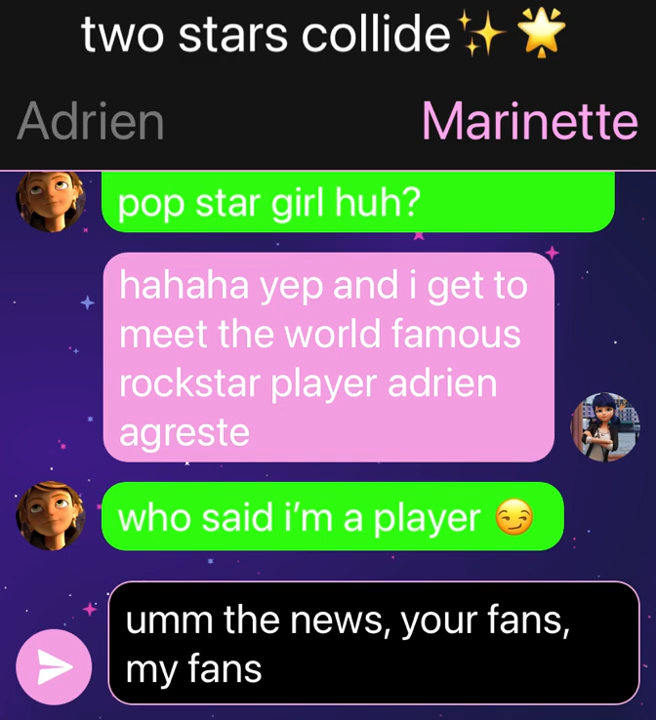 two stars collide✨🌟
Adrien
Marinette
pop star girl huh?
hahaha yep and i get to
meet the world famous
rockstar player adrien
agreste
who said i’m a player 😏
umm the news, your fans,
my fans